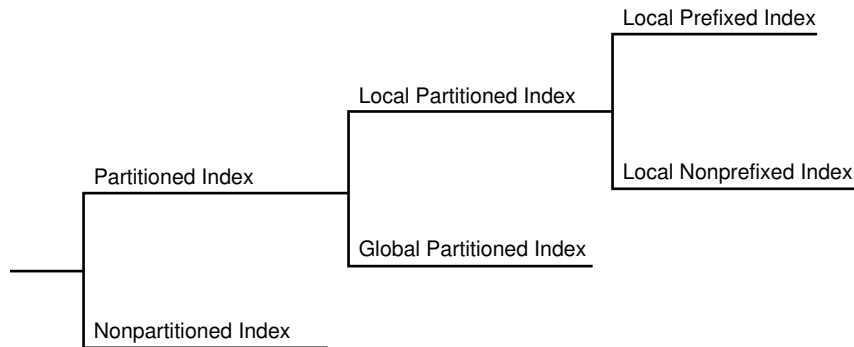 Local Prefixed Index
Local Partitioned Index
Local Nonprefixed Index
Partitioned Index
Global Partitioned Index
Nonpartitioned Index